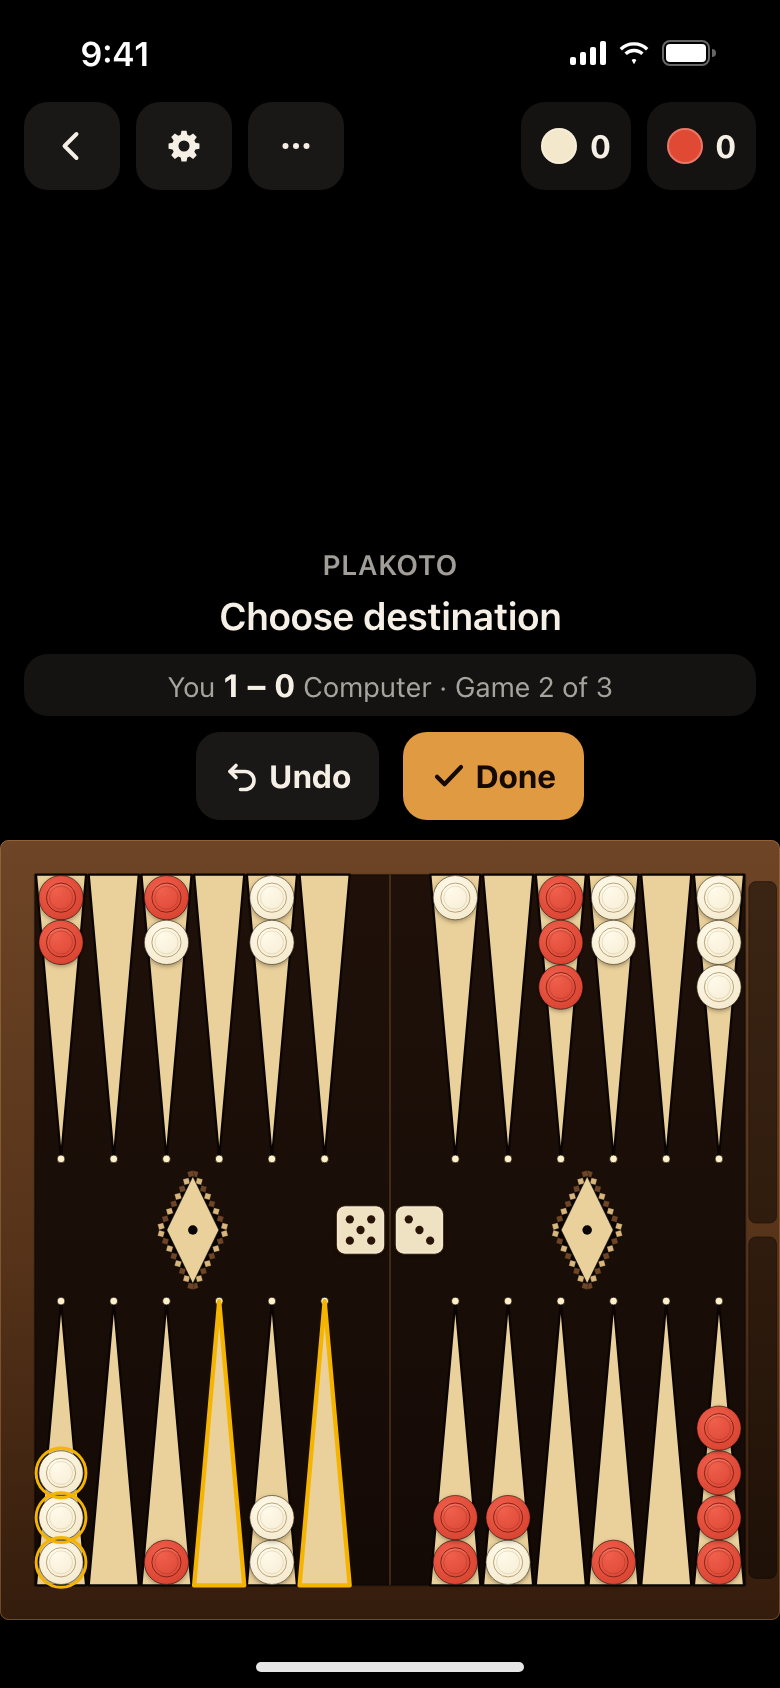 9:41
0
0
PLAKOTO
Choose destination
You 1 – 0 Computer · Game 2 of 3
Undo
Done